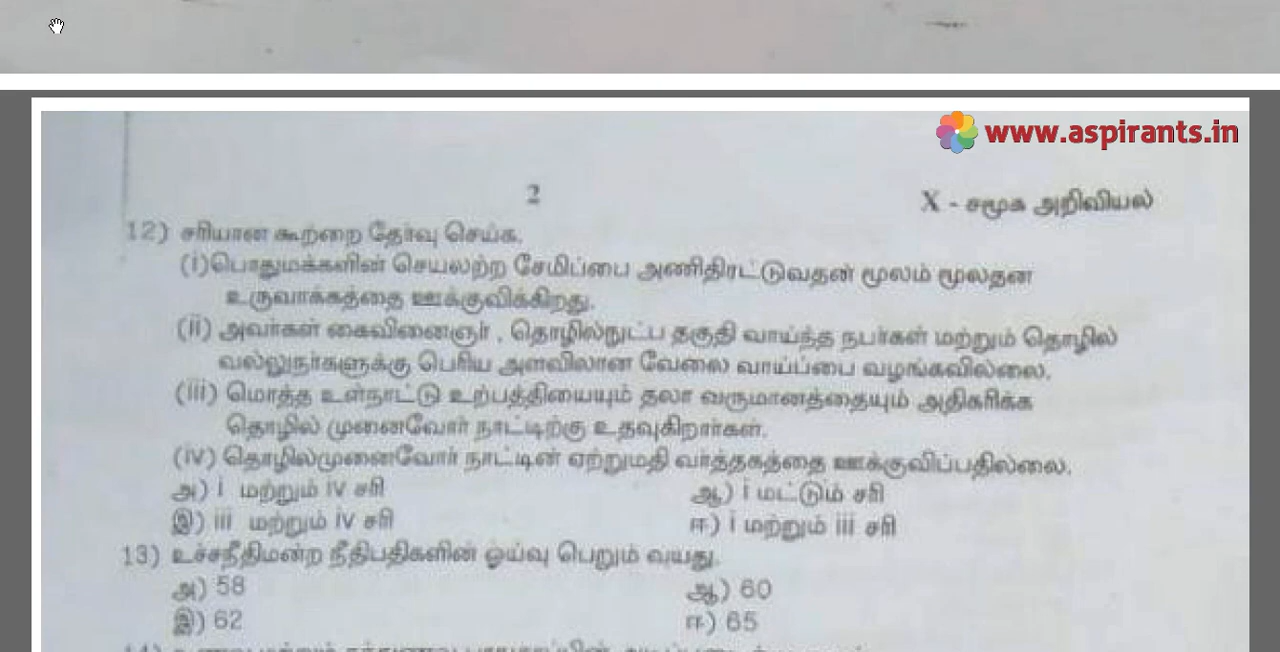 www.aspirants.in
2
X - சமூக அறிவியல்
12) சரியான கூற்றை தேர்வு செய்க.
(i)பொதுமக்களின் செயலற்ற சேமிப்பை அணிதிரட்டுவதன் மூலம் மூலதன
உருவாக்கத்தை ஊக்குவிக்கிறது.
(ii) அவர்கள் கைவினைஞர் , தொழில்நுட்ப தகுதி வாய்ந்த நபர்கள் மற்றும் தொழில்
வல்லுநர்களுக்கு பெரிய அளவிலான வேலை வாய்ப்பை வழங்கவில்லை.
(iii) மொத்த உள்நாட்டு உற்பத்தியையும் தலா வருமானத்தையும் அதிகரிக்க
தொழில் முனைவோர் நாட்டிற்கு உதவுகிறார்கள்.
(iv) தொழில்முனைவோர் நாட்டின் ஏற்றுமதி வர்த்தகத்தை ஊக்குவிப்பதில்லை.
அ) i மற்றும் iv சரி ஆ) i மட்டும் சரி
இ) iii மற்றும் iv சரி ஈ) i மற்றும் iii சரி
13) உச்சநீதிமன்ற நீதிபதிகளின் ஓய்வு பெறும் வயது.
அ) 58 ஆ) 60
இ) 62 ஈ) 65